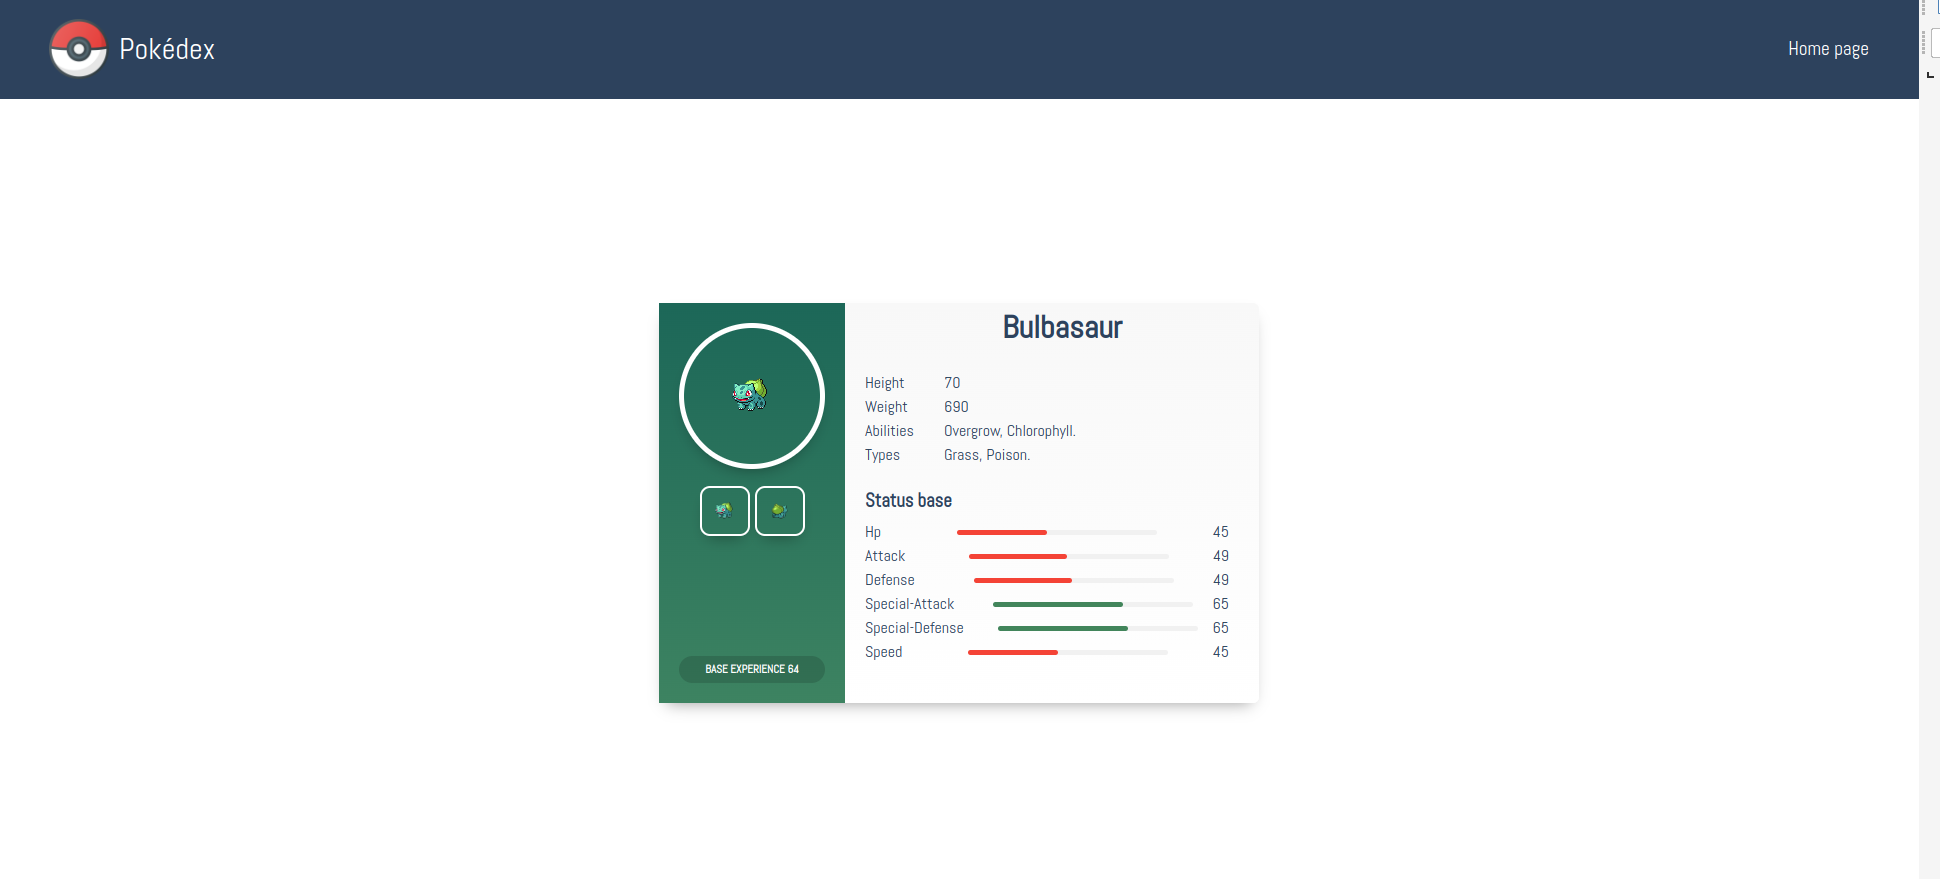 Pokédex
Home page
Bulbasaur
Height 70
Weight 690
Abilities Overgrow, Chlorophyll.
Types Grass, Poison.
Status base
Hp 45
Attack 49
Defense 49
Special-Attack 65
Special-Defense 65
Speed 45
BASE EXPERIENCE 64